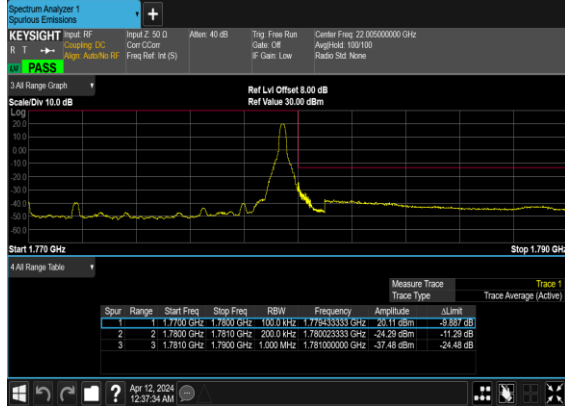 Spectrum Analyzer 1
Spurious Emissions
+
KEYSIGHT Input: RF Input Z: 50 Ω Atten: 40 dB Trig: Free Run Center Freq: 22.005000000 GHz
R T Coupling: DC Corr CCorr Gate: Off Avg|Hold: 100/100
Align: Auto/No RF Freq Ref: Int (S) IF Gain: Low Radio Std: None
PASS
3 All Range Graph Ref Lvl Offset 8.00 dB
Scale/Div 10.0 dB Ref Value 30.00 dBm
Log
20.0
10.0
0.00
-10.0
-20.0
-30.0
-40.0
-50.0
-60.0
Start 1.770 GHz Stop 1.790 GHz
4 All Range Table
Measure Trace Trace 1
Trace Type Trace Average (Active)
Spur Range Start Freq Stop Freq RBW Frequency Amplitude ΔLimit
1 1 1.7700 GHz 1.7800 GHz 100.0 kHz 1.779433333 GHz 20.11 dBm -9.887 dB
2 2 1.7800 GHz 1.7810 GHz 200.0 kHz 1.780023333 GHz -24.29 dBm -11.29 dB
3 3 1.7810 GHz 1.7900 GHz 1.000 MHz 1.781000000 GHz -37.48 dBm -24.48 dB
? Apr 12, 2024
12:37:34 AM